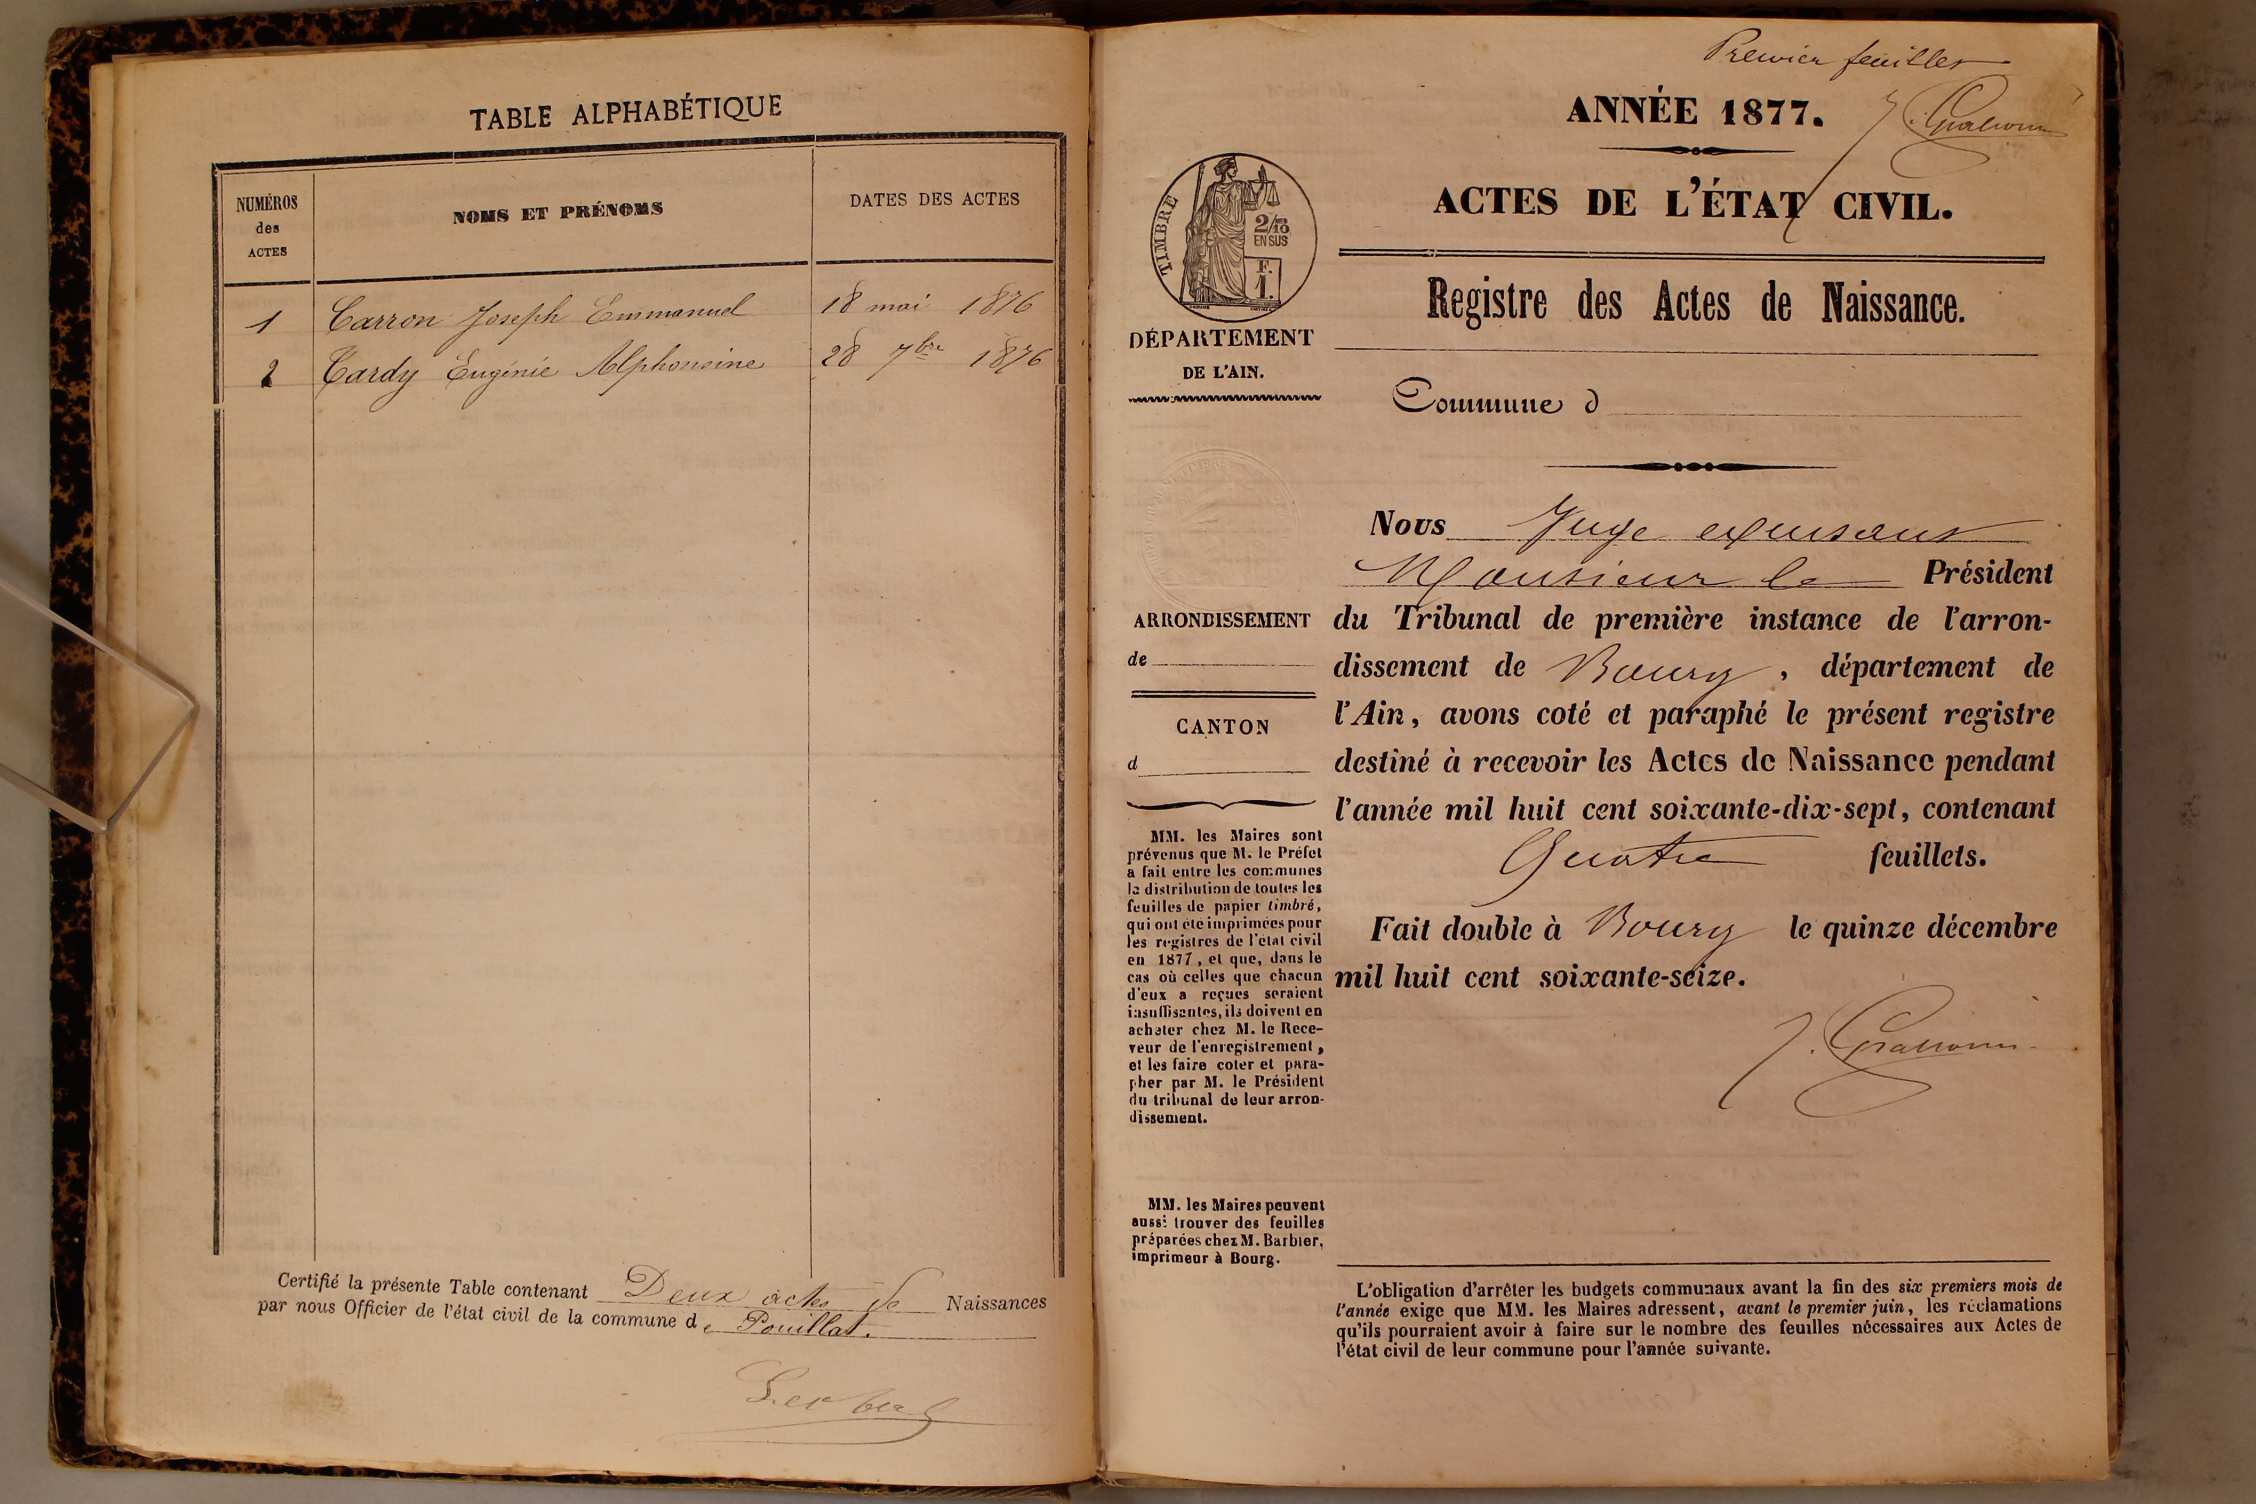 TABLE ALPHABÉTIQUE
NUMÉROS
des
ACTES
NOMS ET PRÉNOMS
DATES DES ACTES
1 Carron Joseph Emmanuel 18 mai 1876
2 Tardy Eugénie Alphonsine 28 7bre 1876
Certifié la présente Table contenant Deux actes de Naissances
par nous Officier de l'état civil de la commune de Pouillat.
Premier feuillet
ANNÉE 1877.
ACTES DE L'ÉTAT CIVIL.
TIMBRE
2/10
EN SUS
F.
1.
DÉPARTEMENT
DE L'AIN.
Registre des Actes de Naissance.
Commune d
Nous Juge expusant
Monsieur le Président
du Tribunal de première instance de l'arron-
dissement de Bourg, département de
l'Ain, avons coté et paraphé le présent registre
destiné à recevoir les Actes de Naissance pendant
l'année mil huit cent soixante-dix-sept, contenant
Quatre feuillets.
Fait double à Bourg le quinze décembre
mil huit cent soixante-seize.
ARRONDISSEMENT
de
CANTON
d
MM. les Maires sont
prévenus que M. le Préfet
a fait entre les communes
la distribution de toutes les
feuilles de papier timbré,
qui ont été imprimées pour
les registres de l'état civil
en 1877, et que, dans le
cas où celles que chacun
d'eux a reçues seraient
insuffisantes, ils doivent en
acheter chez M. le Rece-
veur de l'enregistrement,
et les faire coter et para-
pher par M. le Président
du tribunal de leur arron-
dissement.
MM. les Maires peuvent
aussi trouver des feuilles
préparées chez M. Barbier,
imprimeur à Bourg.
L'obligation d'arrêter les budgets communaux avant la fin des six premiers mois de
l'année exige que MM. les Maires adressent, avant le premier juin, les réclamations
qu'ils pourraient avoir à faire sur le nombre des feuilles nécessaires aux Actes de
l'état civil de leur commune pour l'année suivante.